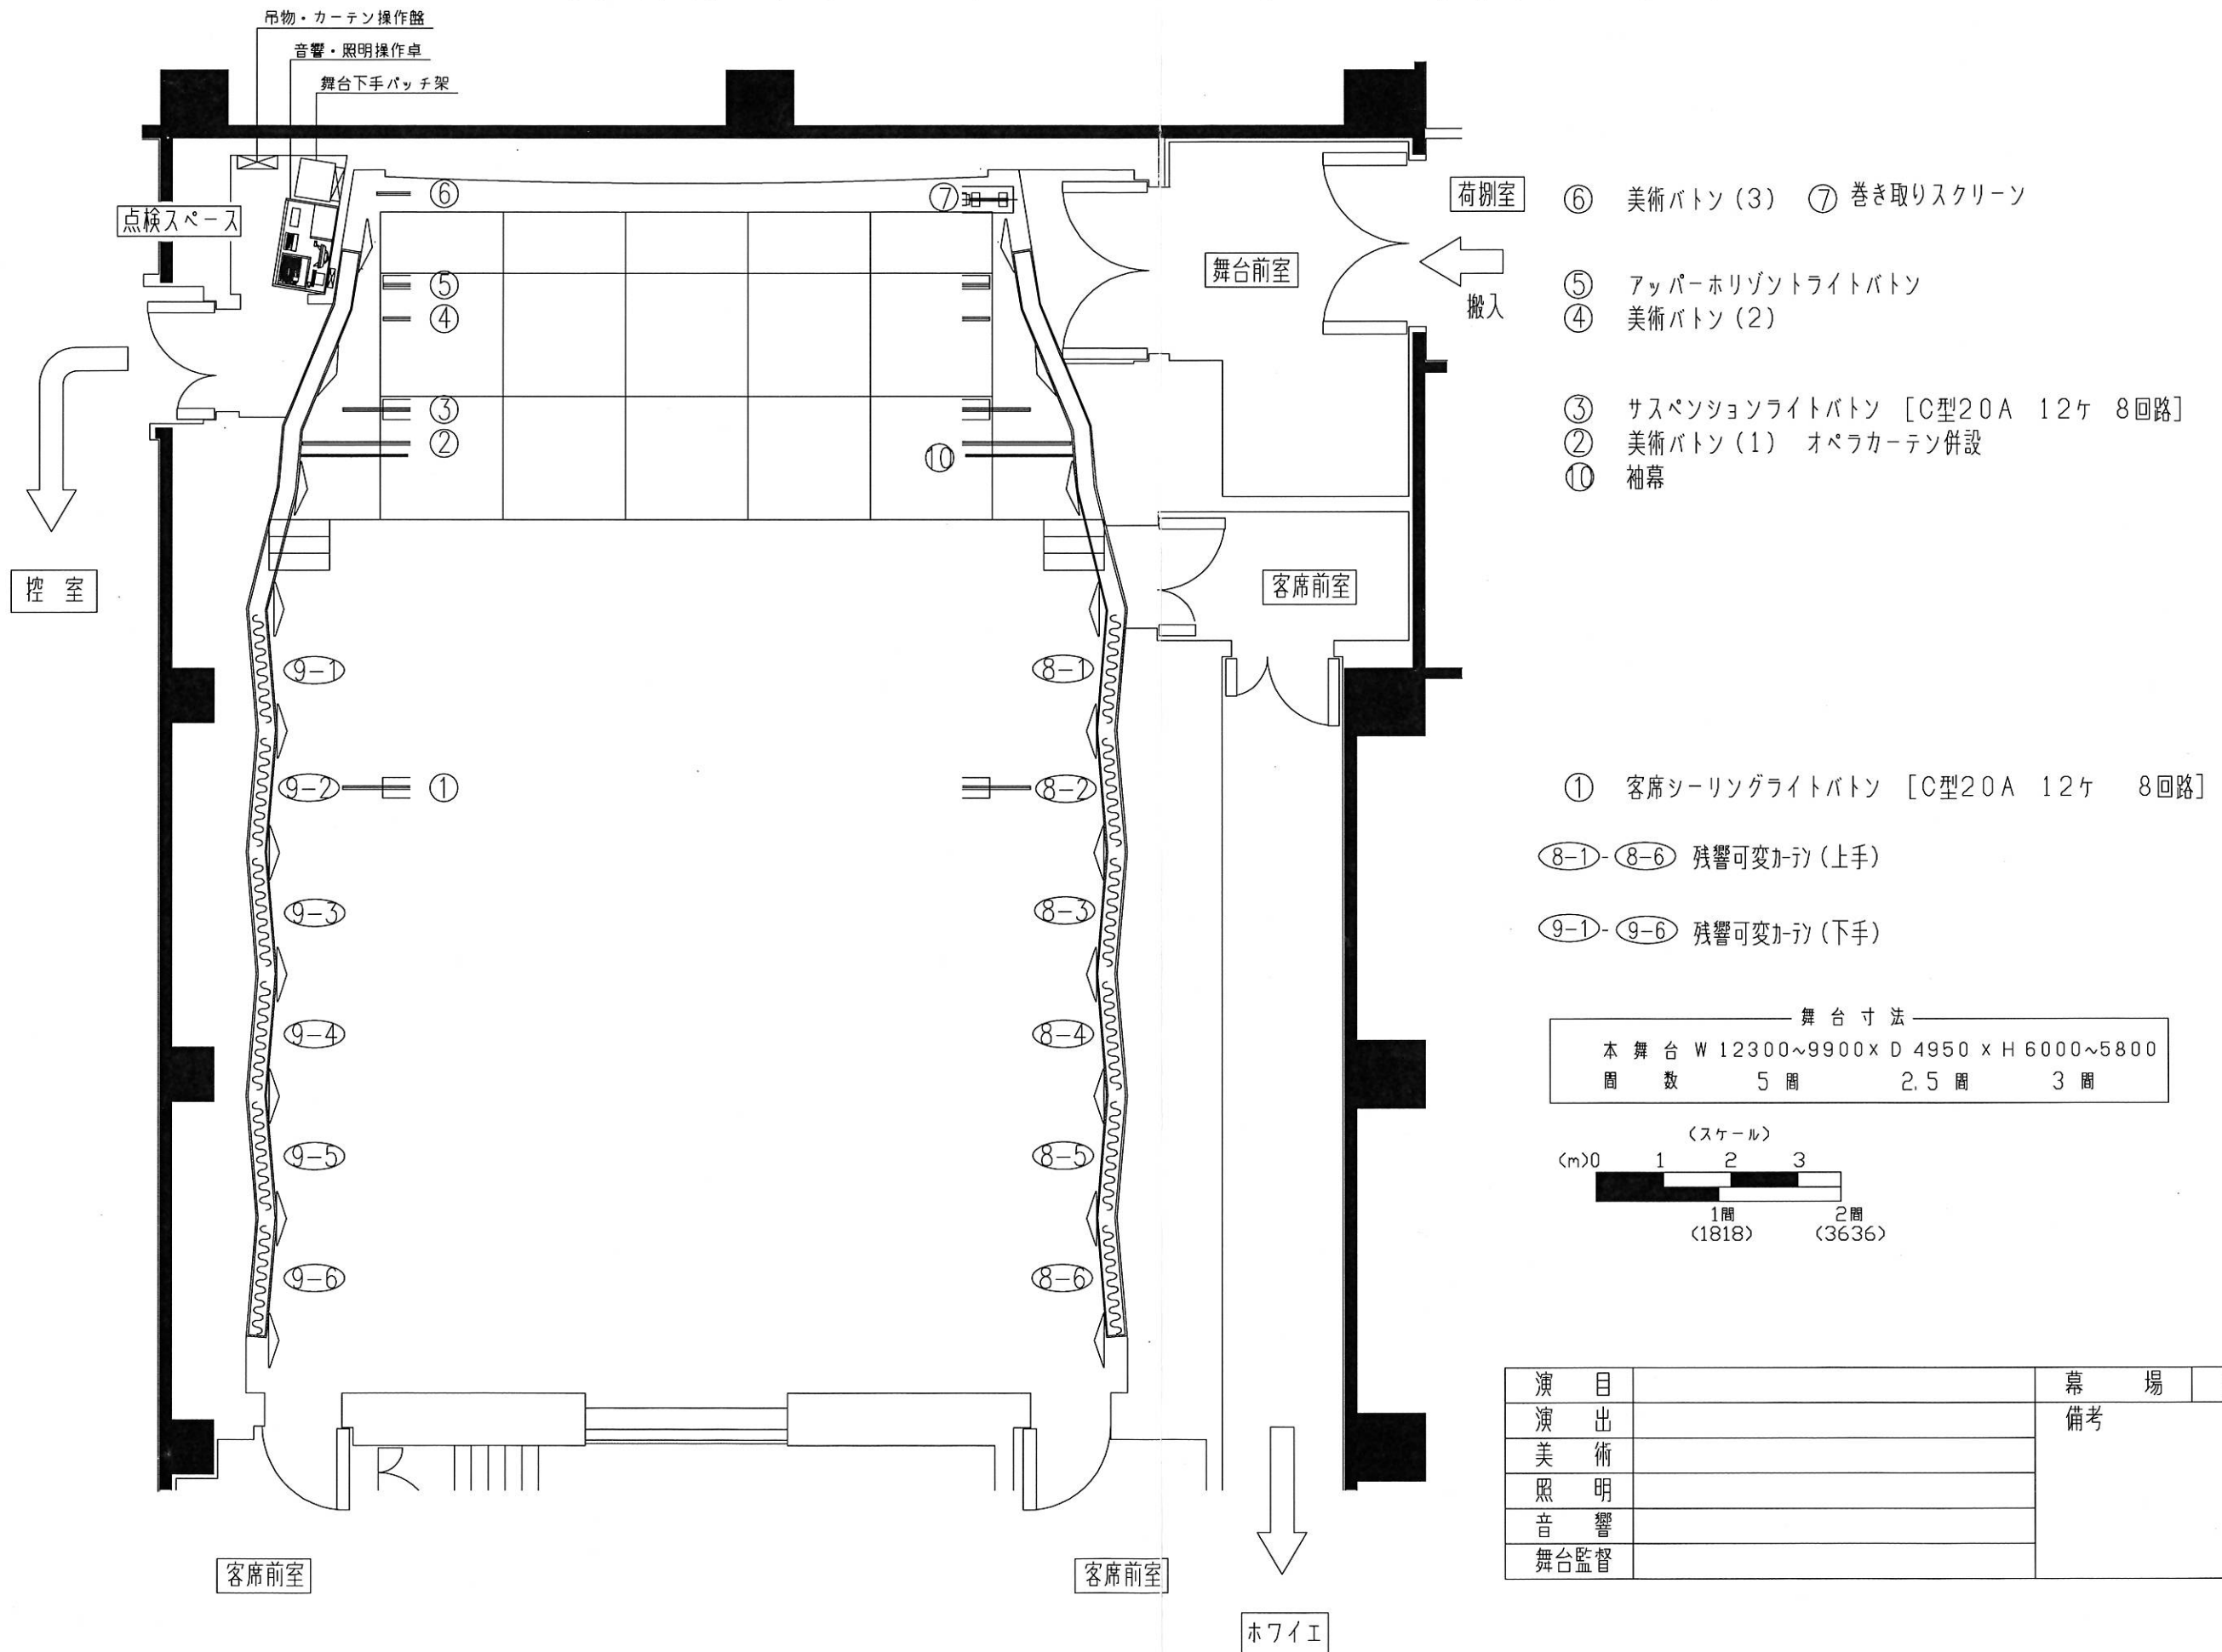 吊物・カーテン操作盤
音響・照明操作卓
舞台下手パッチ架
点検スペース
控 室
舞台前室
荷捌室
搬入
客席前室
⑥
⑦
⑤
④
③
②
⑩
①
9-1
9-2
9-3
9-4
9-5
9-6
8-1
8-2
8-3
8-4
8-5
8-6
客席前室
客席前室
ホワイエ
⑥ 美術バトン(3) ⑦ 巻き取りスクリーン
⑤ アッパーホリゾントライトバトン
④ 美術バトン(2)
③ サスペンションライトバトン [C型20A 12ケ 8回路]
② 美術バトン(1) オペラカーテン併設
⑩ 袖幕
① 客席シーリングライトバトン [C型20A 12ケ 8回路]
8-1-8-6 残響可変カーテン(上手)
9-1-9-6 残響可変カーテン(下手)
舞台寸法
本舞台 W 12300~9900×D 4950×H 6000~5800
間数 5間 2.5間 3間
(スケール)
(m)0 1 2 3
1間 2間
(1818) (3636)
演目 幕 場
演出 備考
美術
照明
音響
舞台監督